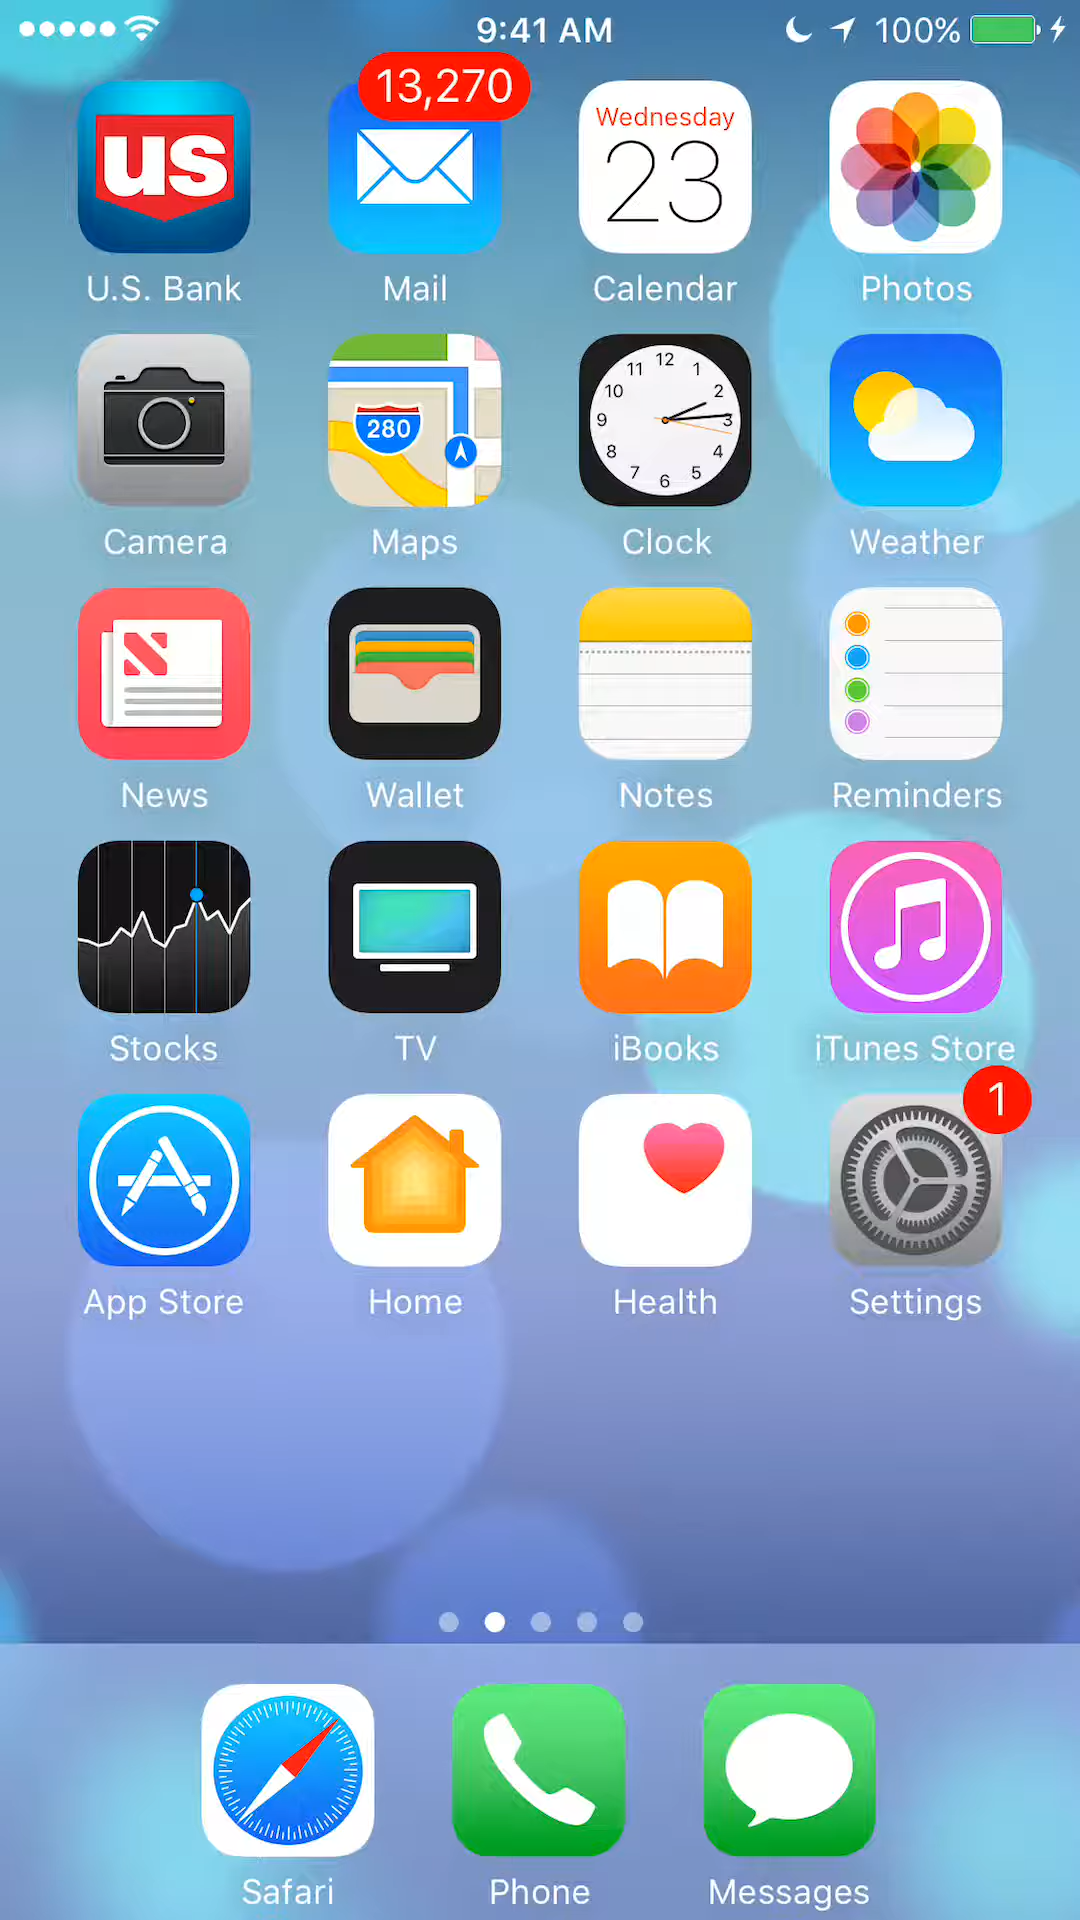 9:41 AM 100%
13,270
us
Wednesday
23
U.S. Bank Mail Calendar Photos
280
12
11 1
10 2
9 3
8 4
7 5
6
Camera Maps Clock Weather
News Wallet Notes Reminders
Stocks TV iBooks iTunes Store
1
App Store Home Health Settings
Safari Phone Messages